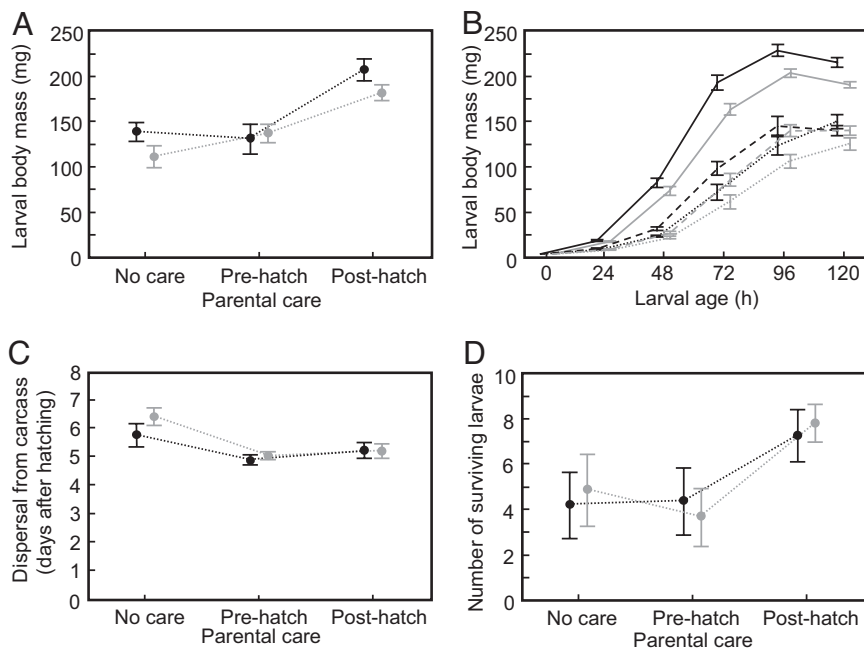 A
Larval body mass (mg)
250
200
150
100
50
0
No care Pre-hatch Post-hatch
Parental care
B
Larval body mass (mg)
250
200
150
100
50
0
0 24 48 72 96 120
Larval age (h)
C
Dispersal from carcass
(days after hatching)
8
7
6
5
4
3
2
1
0
No care Pre-hatch Post-hatch
Parental care
D
Number of surviving larvae
10
8
6
4
2
0
No care Pre-hatch Post-hatch
Parental care